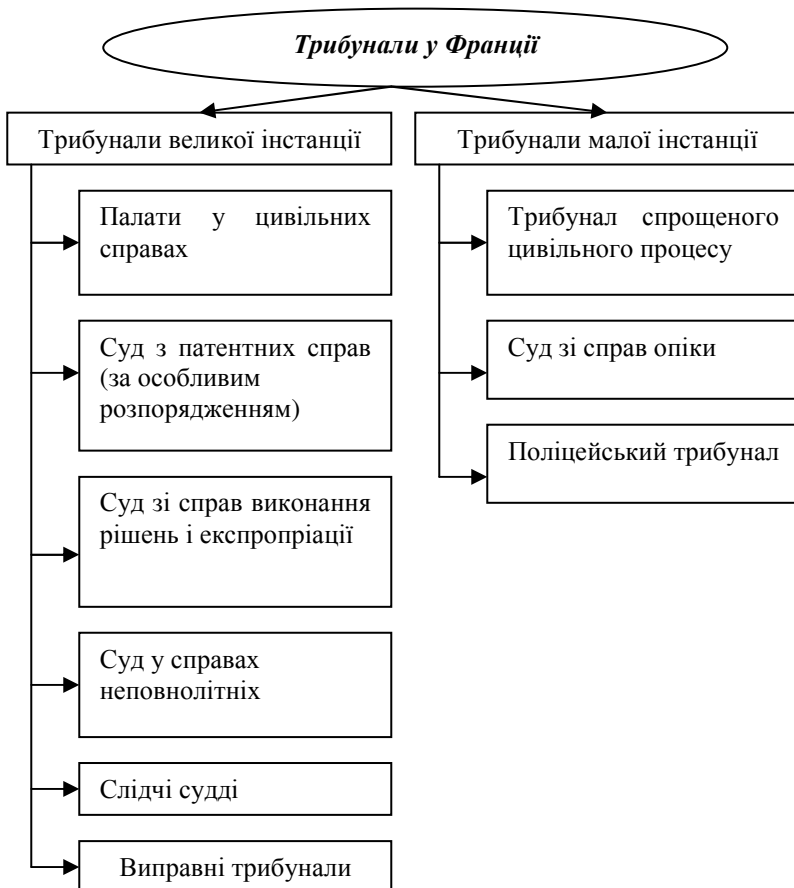 Трибунали у Франції
Трибунали великої інстанції
Палати у цивільних
справах
Суд з патентних справ
(за особливим
розпорядженням)
Суд зі справ виконання
рішень і експропріації
Суд у справах
неповнолітніх
Слідчі судді
Виправні трибунали
Трибунали малої інстанції
Трибунал спрощеного
цивільного процесу
Суд зі справ опіки
Поліцейський трибунал